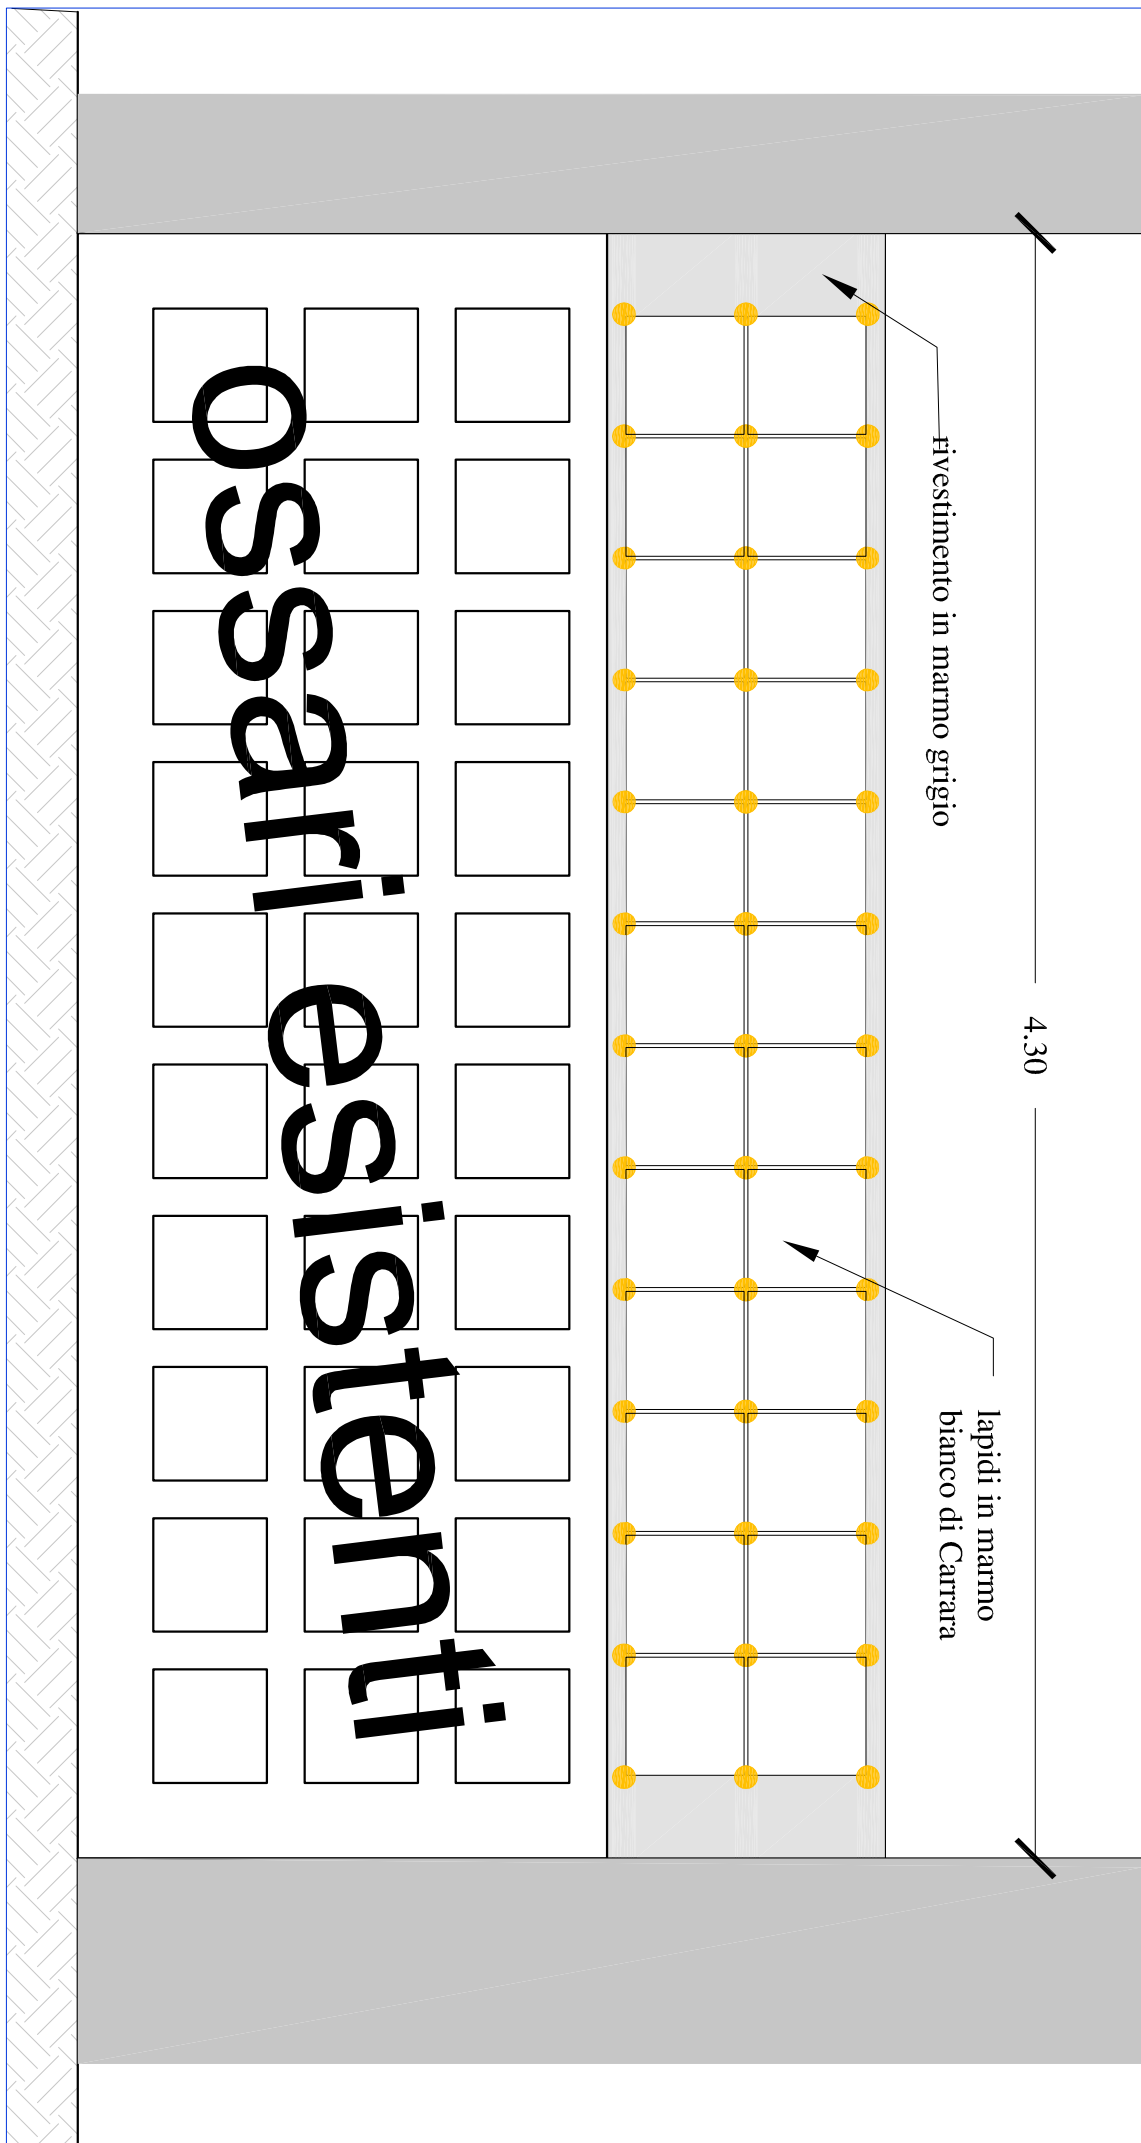 4.30
rivestimento in marmo grigio
lapidi in marmo
bianco di Carrara
ossari esistenti